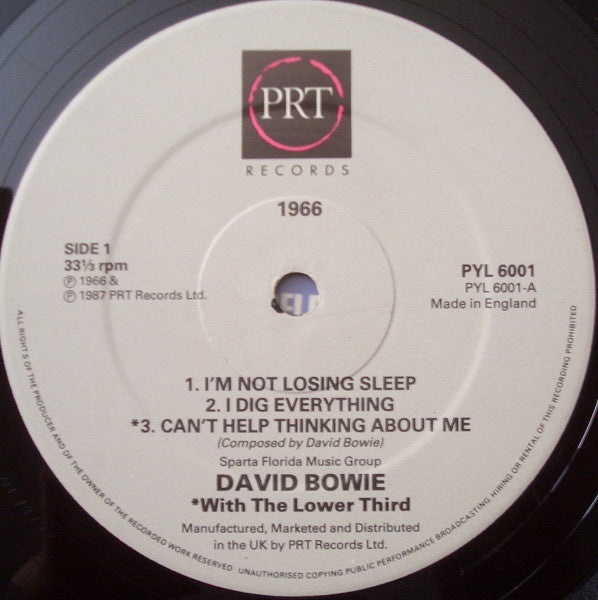 PRT
RECORDS
1966
SIDE 1
33⅓ rpm
Ⓟ 1966 &
Ⓟ 1987 PRT Records Ltd.
PYL 6001
PYL 6001-A
Made in England
1. I'M NOT LOSING SLEEP
2. I DIG EVERYTHING
*3. CAN'T HELP THINKING ABOUT ME
(Composed by David Bowie)
Sparta Florida Music Group
DAVID BOWIE
*With The Lower Third
Manufactured, Marketed and Distributed
in the UK by PRT Records Ltd.
ALL RIGHTS OF THE PRODUCER AND OF THE OWNER OF THE RECORDED WORK RESERVED. UNAUTHORISED COPYING PUBLIC PERFORMANCE BROADCASTING HIRING OR RENTAL OF THIS RECORDING PROHIBITED